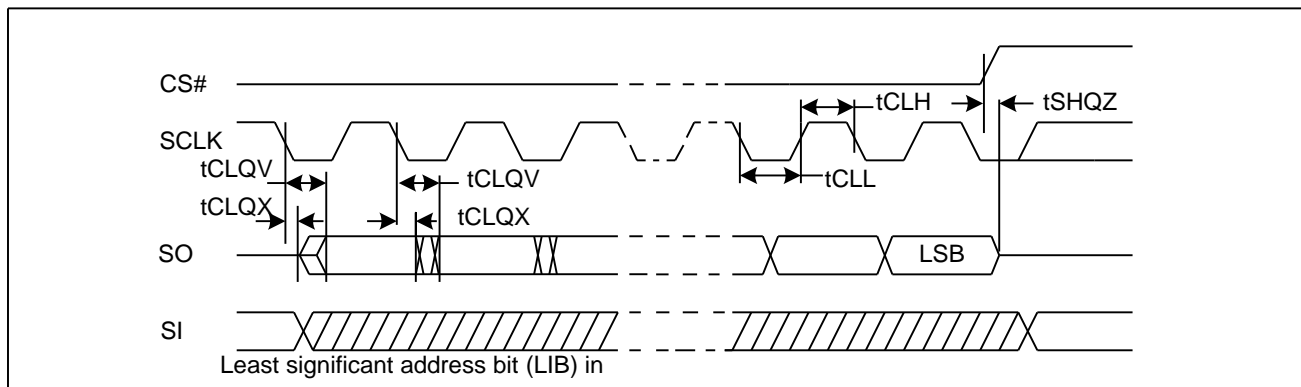 CS#
tCLH
tSHQZ
SCLK
tCLQV
tCLQV
tCLL
tCLQX
tCLQX
SO
LSB
SI
Least significant address bit (LIB) in